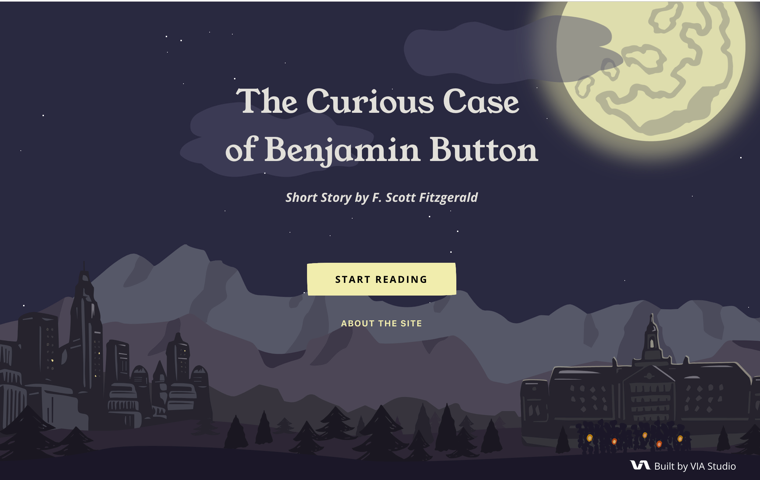 The Curious Case
of Benjamin Button
Short Story by F. Scott Fitzgerald
START READING
ABOUT THE SITE
Built by VIA Studio